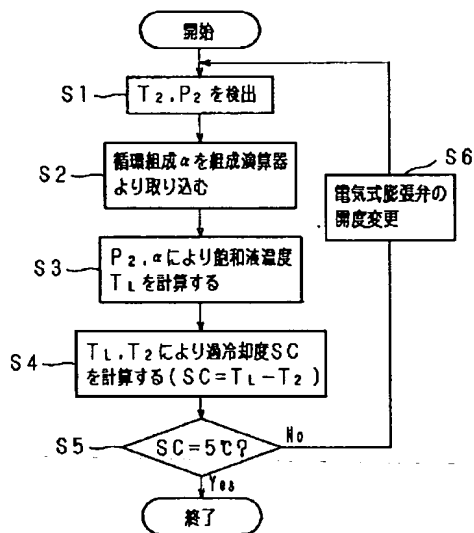 開始
S1
T2,P2を検出
S2
循環組成αを組成演算器
より取り込む
S6
電気式膨張弁の
開度変更
S3
P2,αにより飽和液温度
TLを計算する
S4
TL,T2により過冷却度SC
を計算する(SC=TL-T2)
S5
SC=5℃?
No
Yes
終了